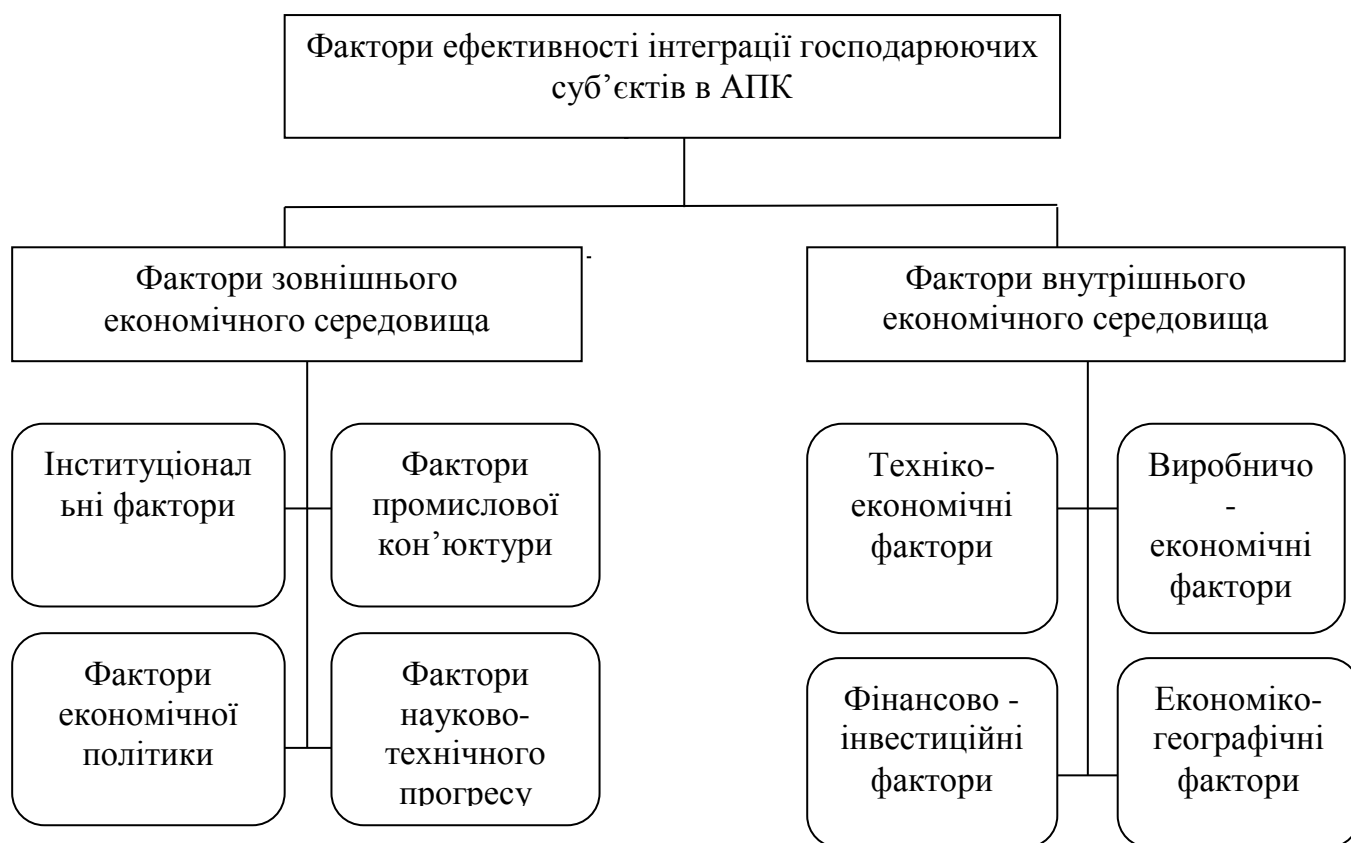 Фактори ефективності інтеграції господарюючих
суб’єктів в АПК
Фактори зовнішнього
економічного середовища
Фактори внутрішнього
економічного середовища
Інституціонал
ьні фактори
Фактори
промислової
кон’юктури
Техніко-
економічні
фактори
Виробничо
-
економічні
фактори
Фактори
економічної
політики
Фактори
науково-
технічного
прогресу
Фінансово -
інвестиційні
фактори
Економіко-
географічні
фактори